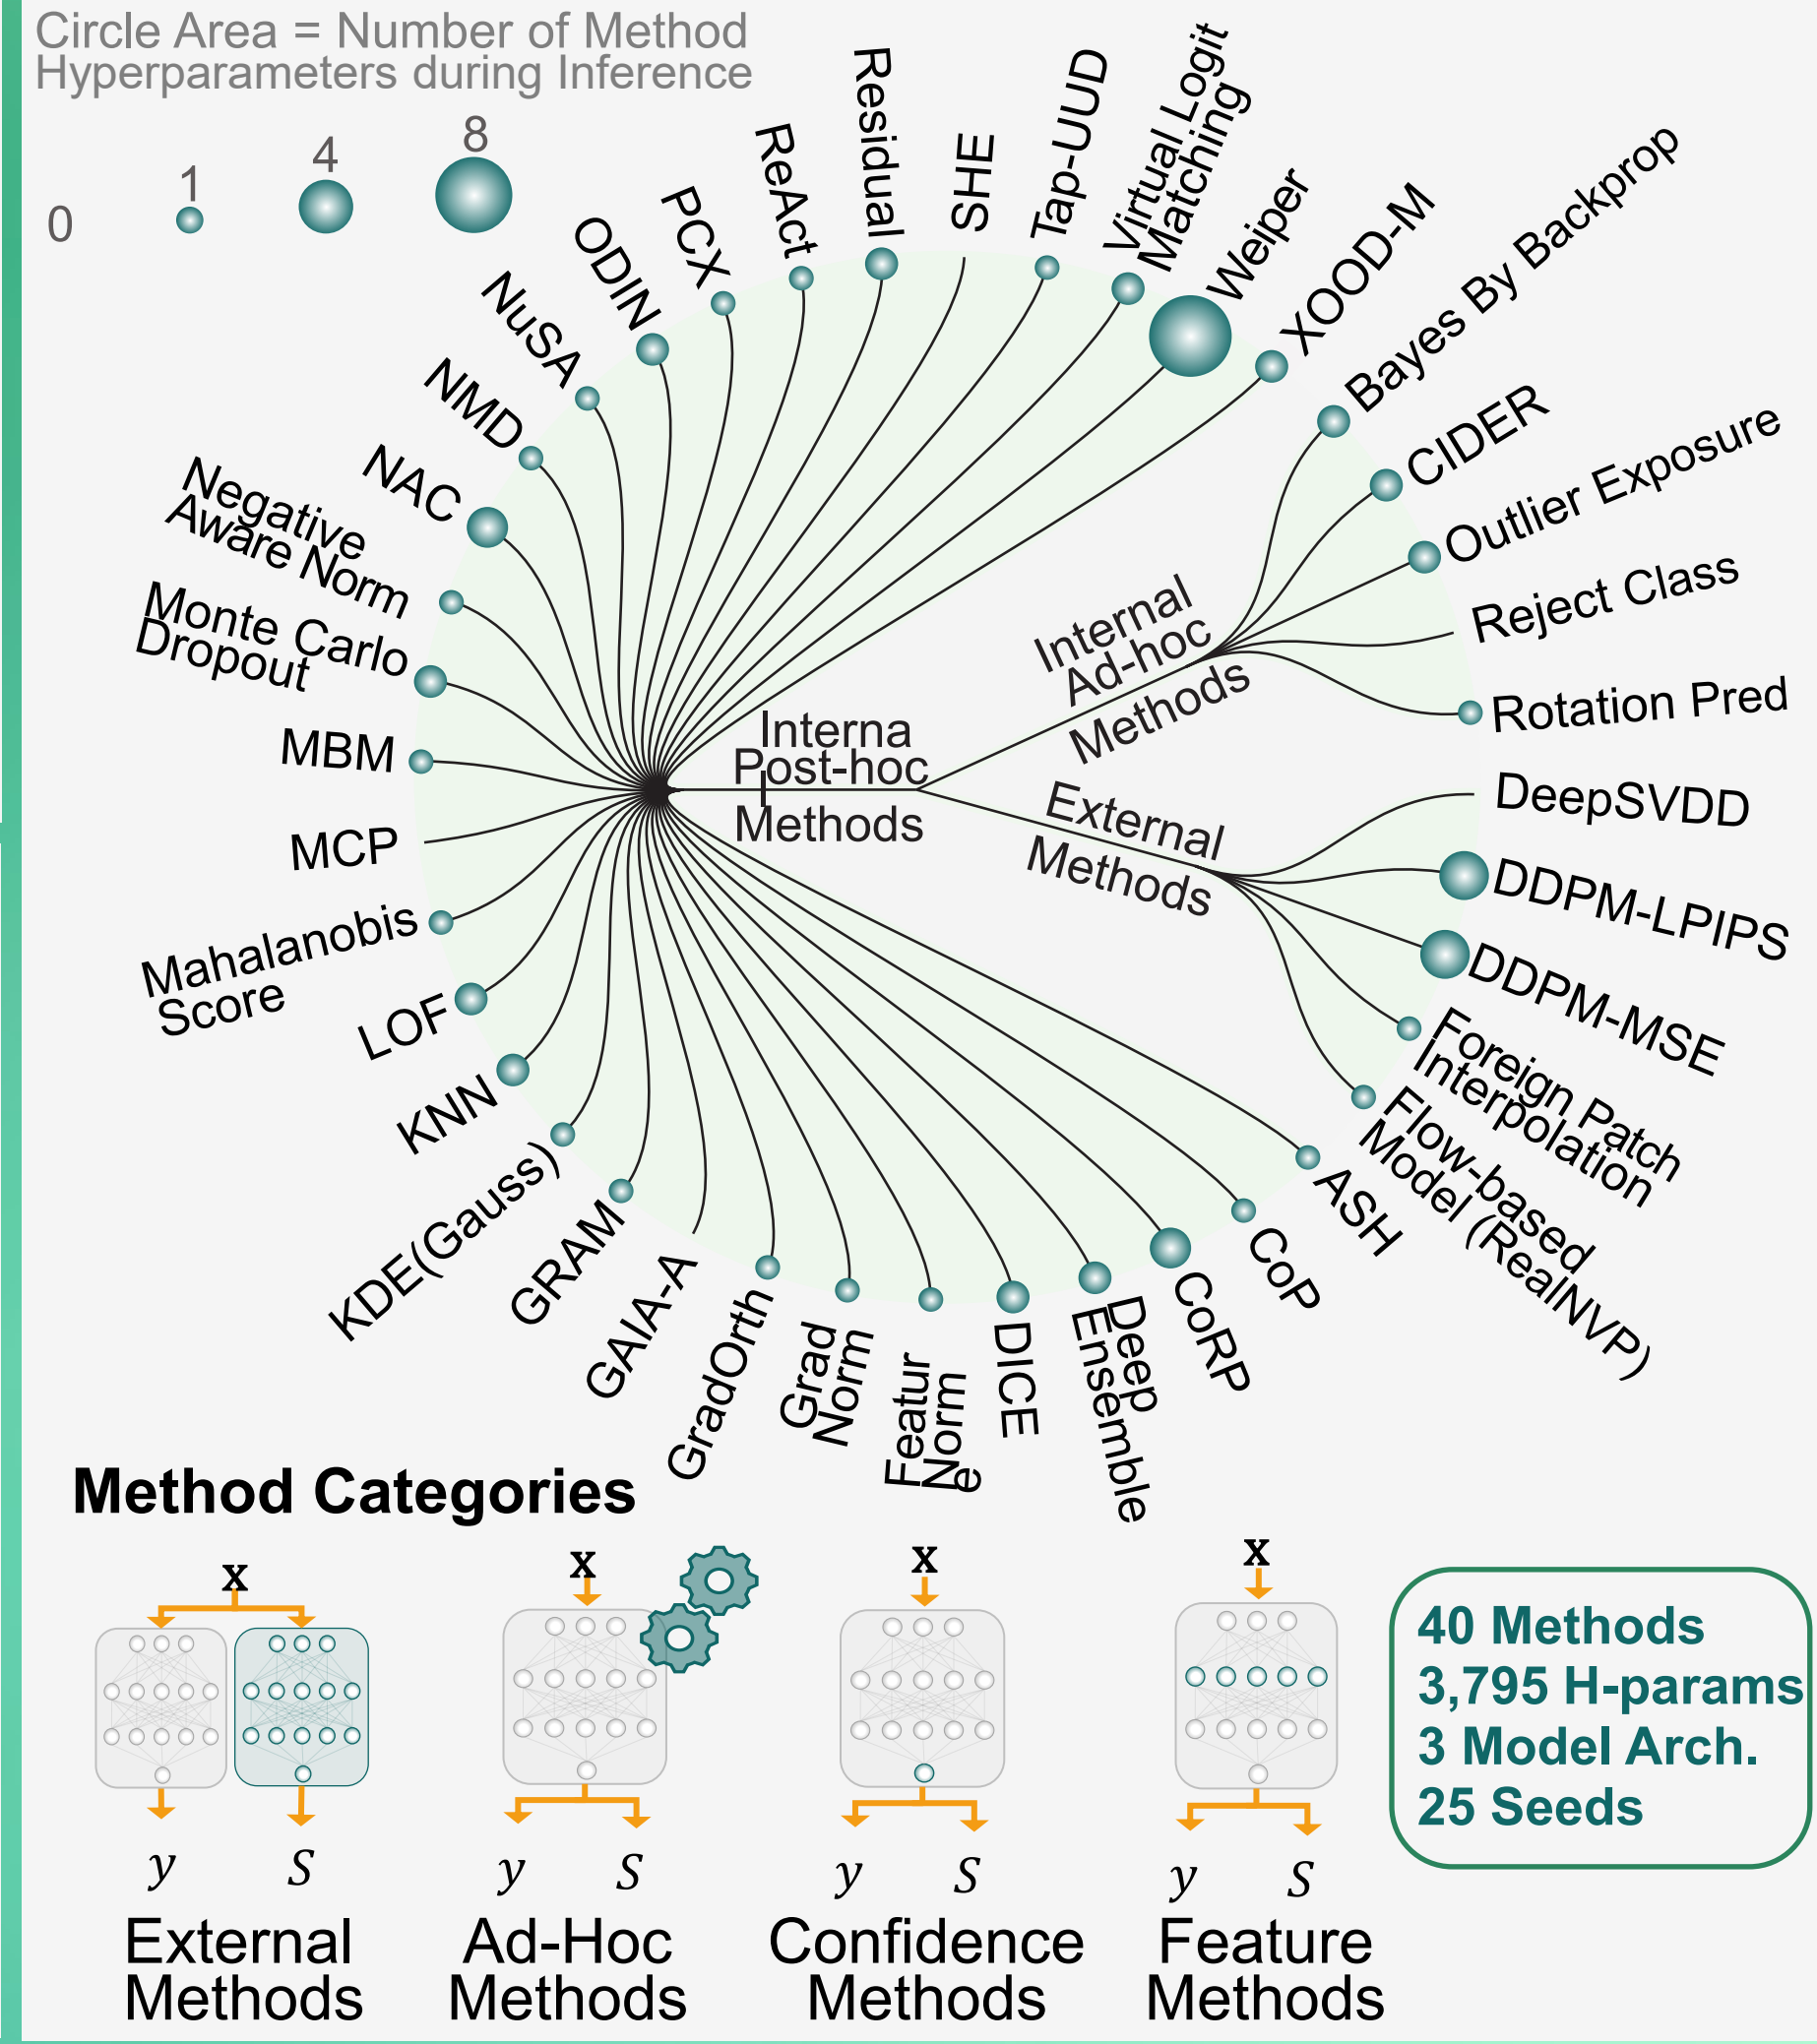 Circle Area = Number of Method
Hyperparameters during Inference
0
1
4
8
Residual
SHE
Tap-UUD
Virtual Logit
Matching
Weiper
XOOD-M
ReAct
PCX
ODIN
NuSA
NMD
NAC
Negative
Aware Norm
Monte Carlo
Dropout
MBM
MCP
Mahalanobis
Score
LOF
KNN
KDE(Gauss)
GRAM
GAIA-A
GradOrth
Grad
Norm
Featur
Norm
e
DICE
Deep
Ensemble
CoRP
CoP
ASH
Interna
Post-hoc
Methods
Internal
Ad-hoc
Methods
Bayes By Backprop
CIDER
Outlier Exposure
Reject Class
Rotation Pred
External
Methods
DeepSVDD
DDPM-LPIPS
DDPM-MSE
Foreign Patch
Interpolation
Flow-based
Model (RealNVP)
Method Categories
x
y
S
External
Methods
x
y
S
Ad-Hoc
Methods
x
y
S
Confidence
Methods
x
y
S
Feature
Methods
40 Methods
3,795 H-params
3 Model Arch.
25 Seeds